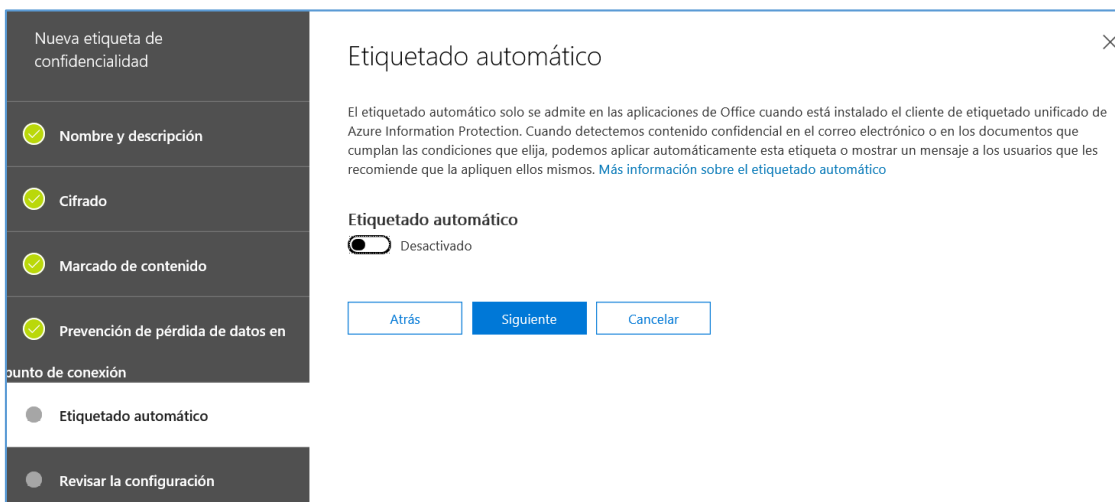 Nueva etiqueta de
confidencialidad
Nombre y descripción
Cifrado
Marcado de contenido
Prevención de pérdida de datos en
punto de conexión
Etiquetado automático
Revisar la configuración
Etiquetado automático
El etiquetado automático solo se admite en las aplicaciones de Office cuando está instalado el cliente de etiquetado unificado de
Azure Information Protection. Cuando detectemos contenido confidencial en el correo electrónico o en los documentos que
cumplan las condiciones que elija, podemos aplicar automáticamente esta etiqueta o mostrar un mensaje a los usuarios que les
recomiende que la apliquen ellos mismos. Más información sobre el etiquetado automático
Etiquetado automático
Desactivado
Atrás
Siguiente
Cancelar